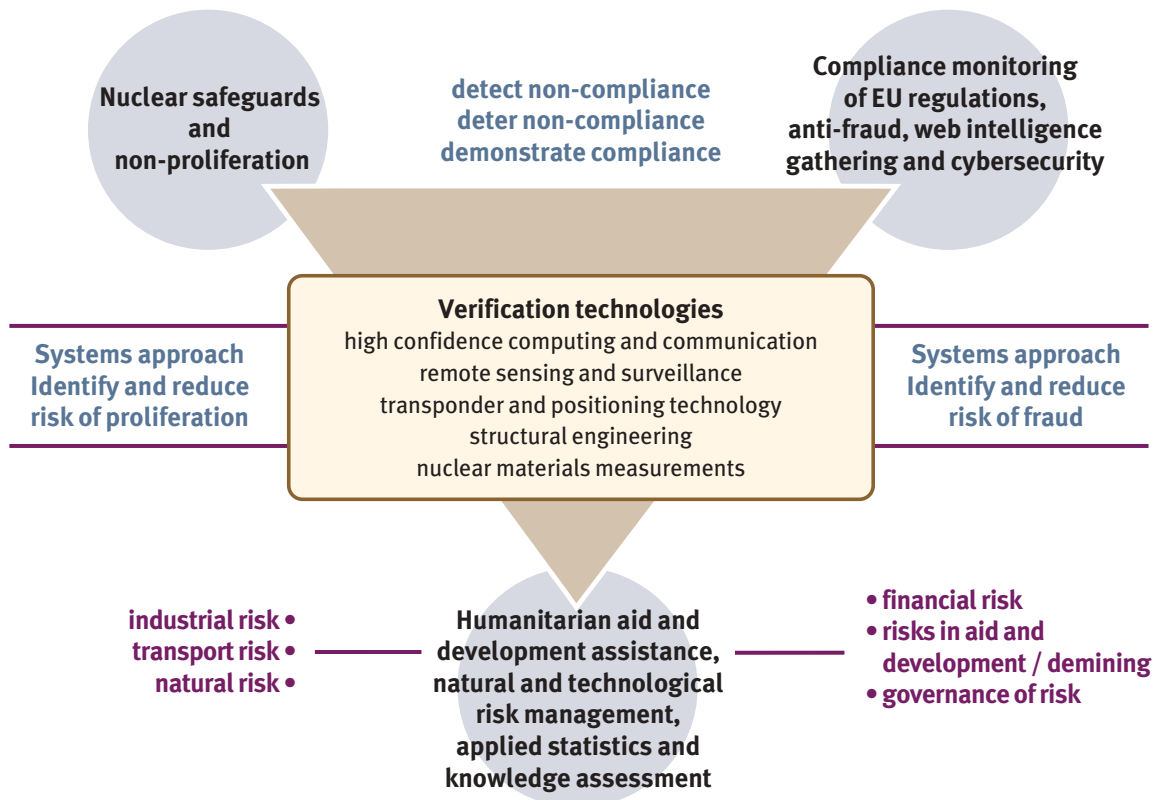 Nuclear safeguards
and
non-proliferation
detect non-compliance
deter non-compliance
demonstrate compliance
Compliance monitoring
of EU regulations,
anti-fraud, web intelligence
gathering and cybersecurity
Systems approach
Identify and reduce
risk of proliferation
Verification technologies
high confidence computing and communication
remote sensing and surveillance
transponder and positioning technology
structural engineering
nuclear materials measurements
Systems approach
Identify and reduce
risk of fraud
industrial risk •
transport risk •
natural risk •
Humanitarian aid and
development assistance,
natural and technological
risk management,
applied statistics and
knowledge assessment
• financial risk
• risks in aid and
development / demining
• governance of risk